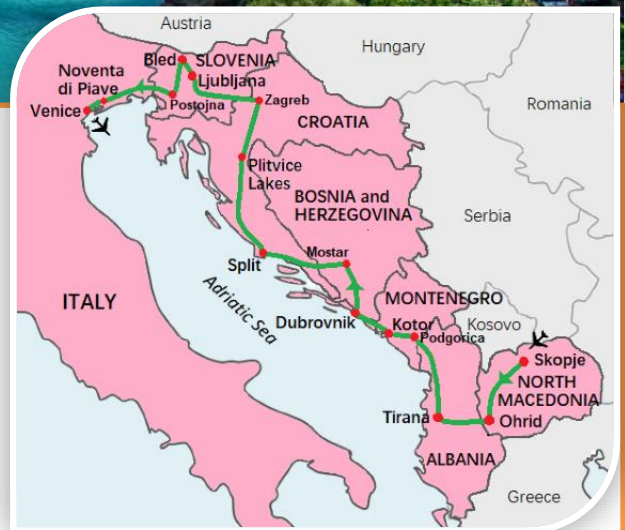 Austria
Hungary
Romania
Bled
SLOVENIA
Ljubljana
Noventa
di Piave
Venice
Postojna
Zagreb
CROATIA
Plitvice
Lakes
BOSNIA and
HERZEGOVINA
Serbia
Split
Mostar
Adriatic Sea
ITALY
MONTENEGRO
Dubrovnik
Kotor
Kosovo
Podgorica
Skopje
NORTH
MACEDONIA
Tirana
Ohrid
ALBANIA
Greece